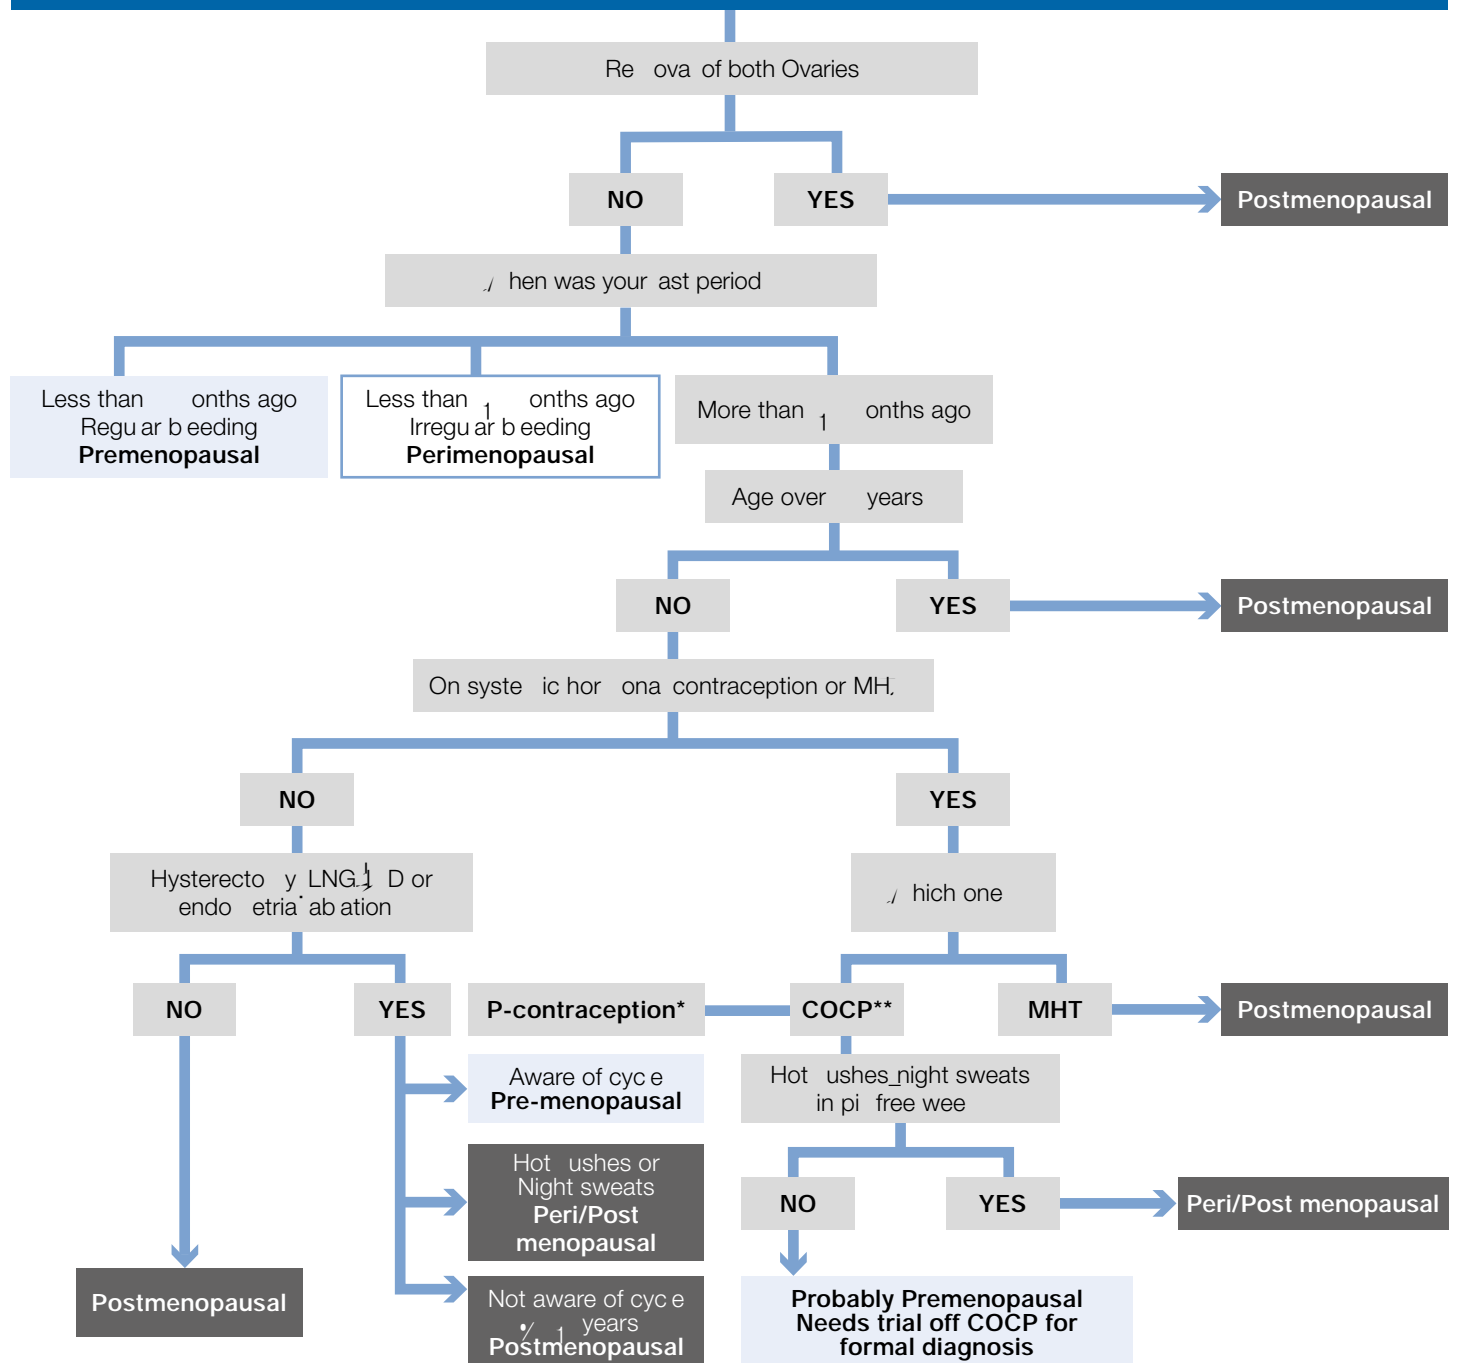 Re ova of both Ovaries
NO
YES
Postmenopausal
hen was your ast period
Less than onths ago
Regu ar b eeding
Premenopausal
Less than 1 onths ago
Irregu ar b eeding
Perimenopausal
More than 1 onths ago
Age over years
NO
YES
Postmenopausal
On syste ic hor ona contraception or MH
NO
YES
Hysterecto y LNG D or
endo etria ab ation
hich one
NO
YES
P-contraception*
COCP**
MHT
Postmenopausal
Aware of cyc e
Pre-menopausal
Hot ushes_night sweats
in pi free wee
Hot ushes or
Night sweats
Peri/Post
menopausal
NO
YES
Peri/Post menopausal
Postmenopausal
Not aware of cyc e
1 years
Postmenopausal
Probably Premenopausal
Needs trial off COCP for
formal diagnosis